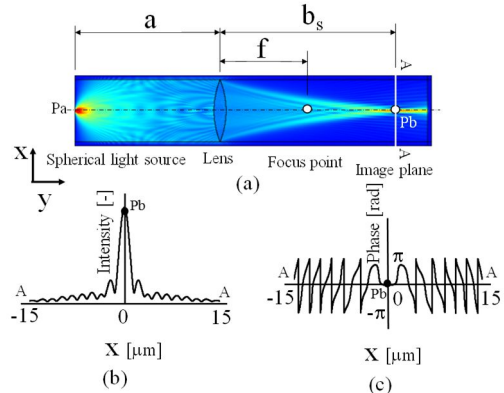 a
b_s
f
A
Pa
Pb
A
X
y
Spherical light source
Lens
Focus point
Image plane
(a)
Intensity [-]
Pb
A
A
-15
0
15
X [μm]
(b)
Phase [rad]
π
A
A
-15
Pb
0
15
-π
X [μm]
(c)